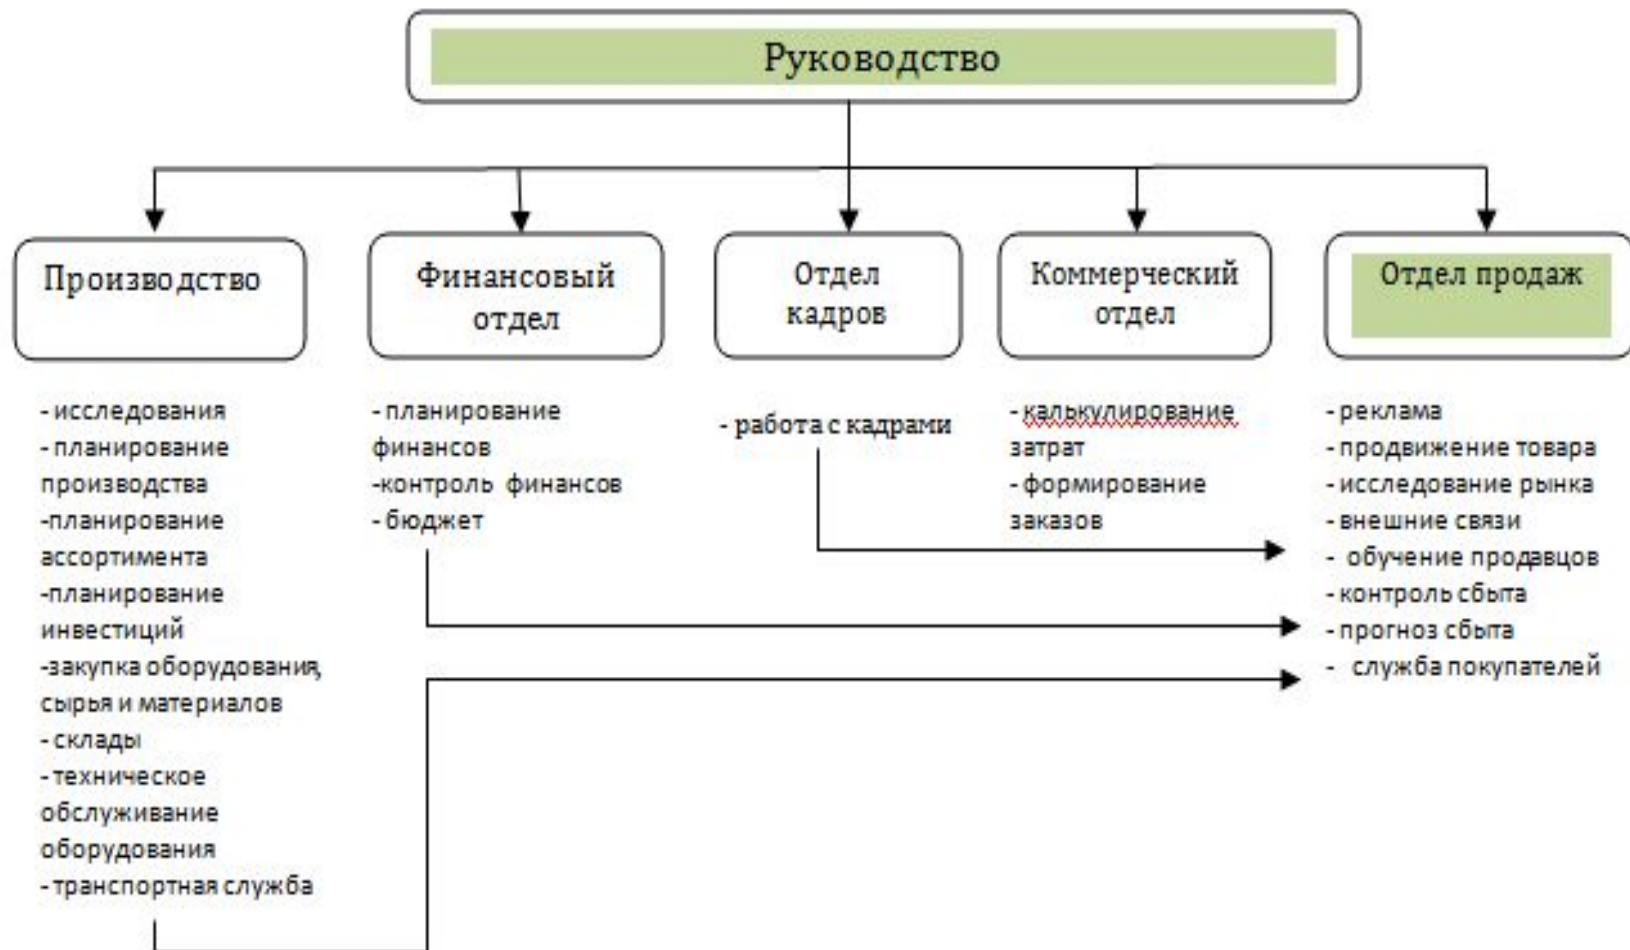 Руководство
Производство
Финансовый
отдел
Отдел
кадров
Коммерческий
отдел
Отдел продаж
- исследования
- планирование
производства
-планирование
ассортимента
-планирование
инвестиций
-закупка оборудования,
сырья и материалов
- склады
- техническое
обслуживание
оборудования
- транспортная служба
- планирование
финансов
-контроль финансов
- бюджет
- работа с кадрами
- калькулирование
затрат
- формирование
заказов
- реклама
- продвижение товара
- исследование рынка
- внешние связи
- обучение продавцов
- контроль сбыта
- прогноз сбыта
- служба покупателей